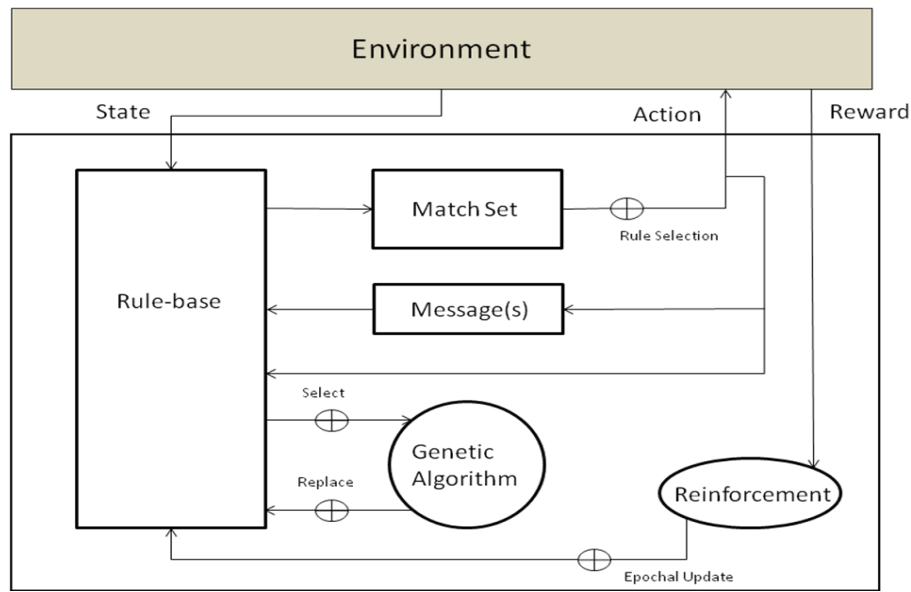 Environment
State
Action
Reward
Match Set
Rule Selection
Rule-base
Message(s)
Select
Genetic
Algorithm
Replace
Reinforcement
Epochal Update